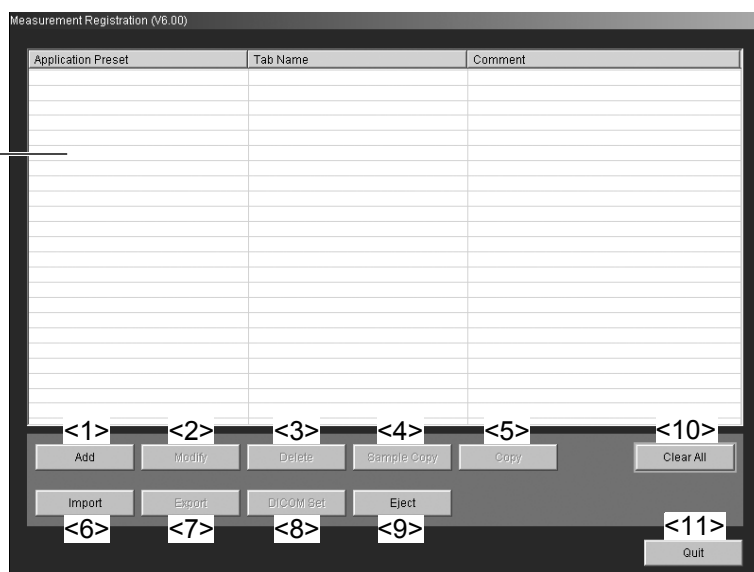 Measurement Registration (V6.00)
Application Preset Tab Name Comment
<1> <2> <3> <4> <5> <10>
Add Modify Delete Sample Copy Copy Clear All
Import Export DICOM Set Eject
<6> <7> <8> <9> <11>
Quit